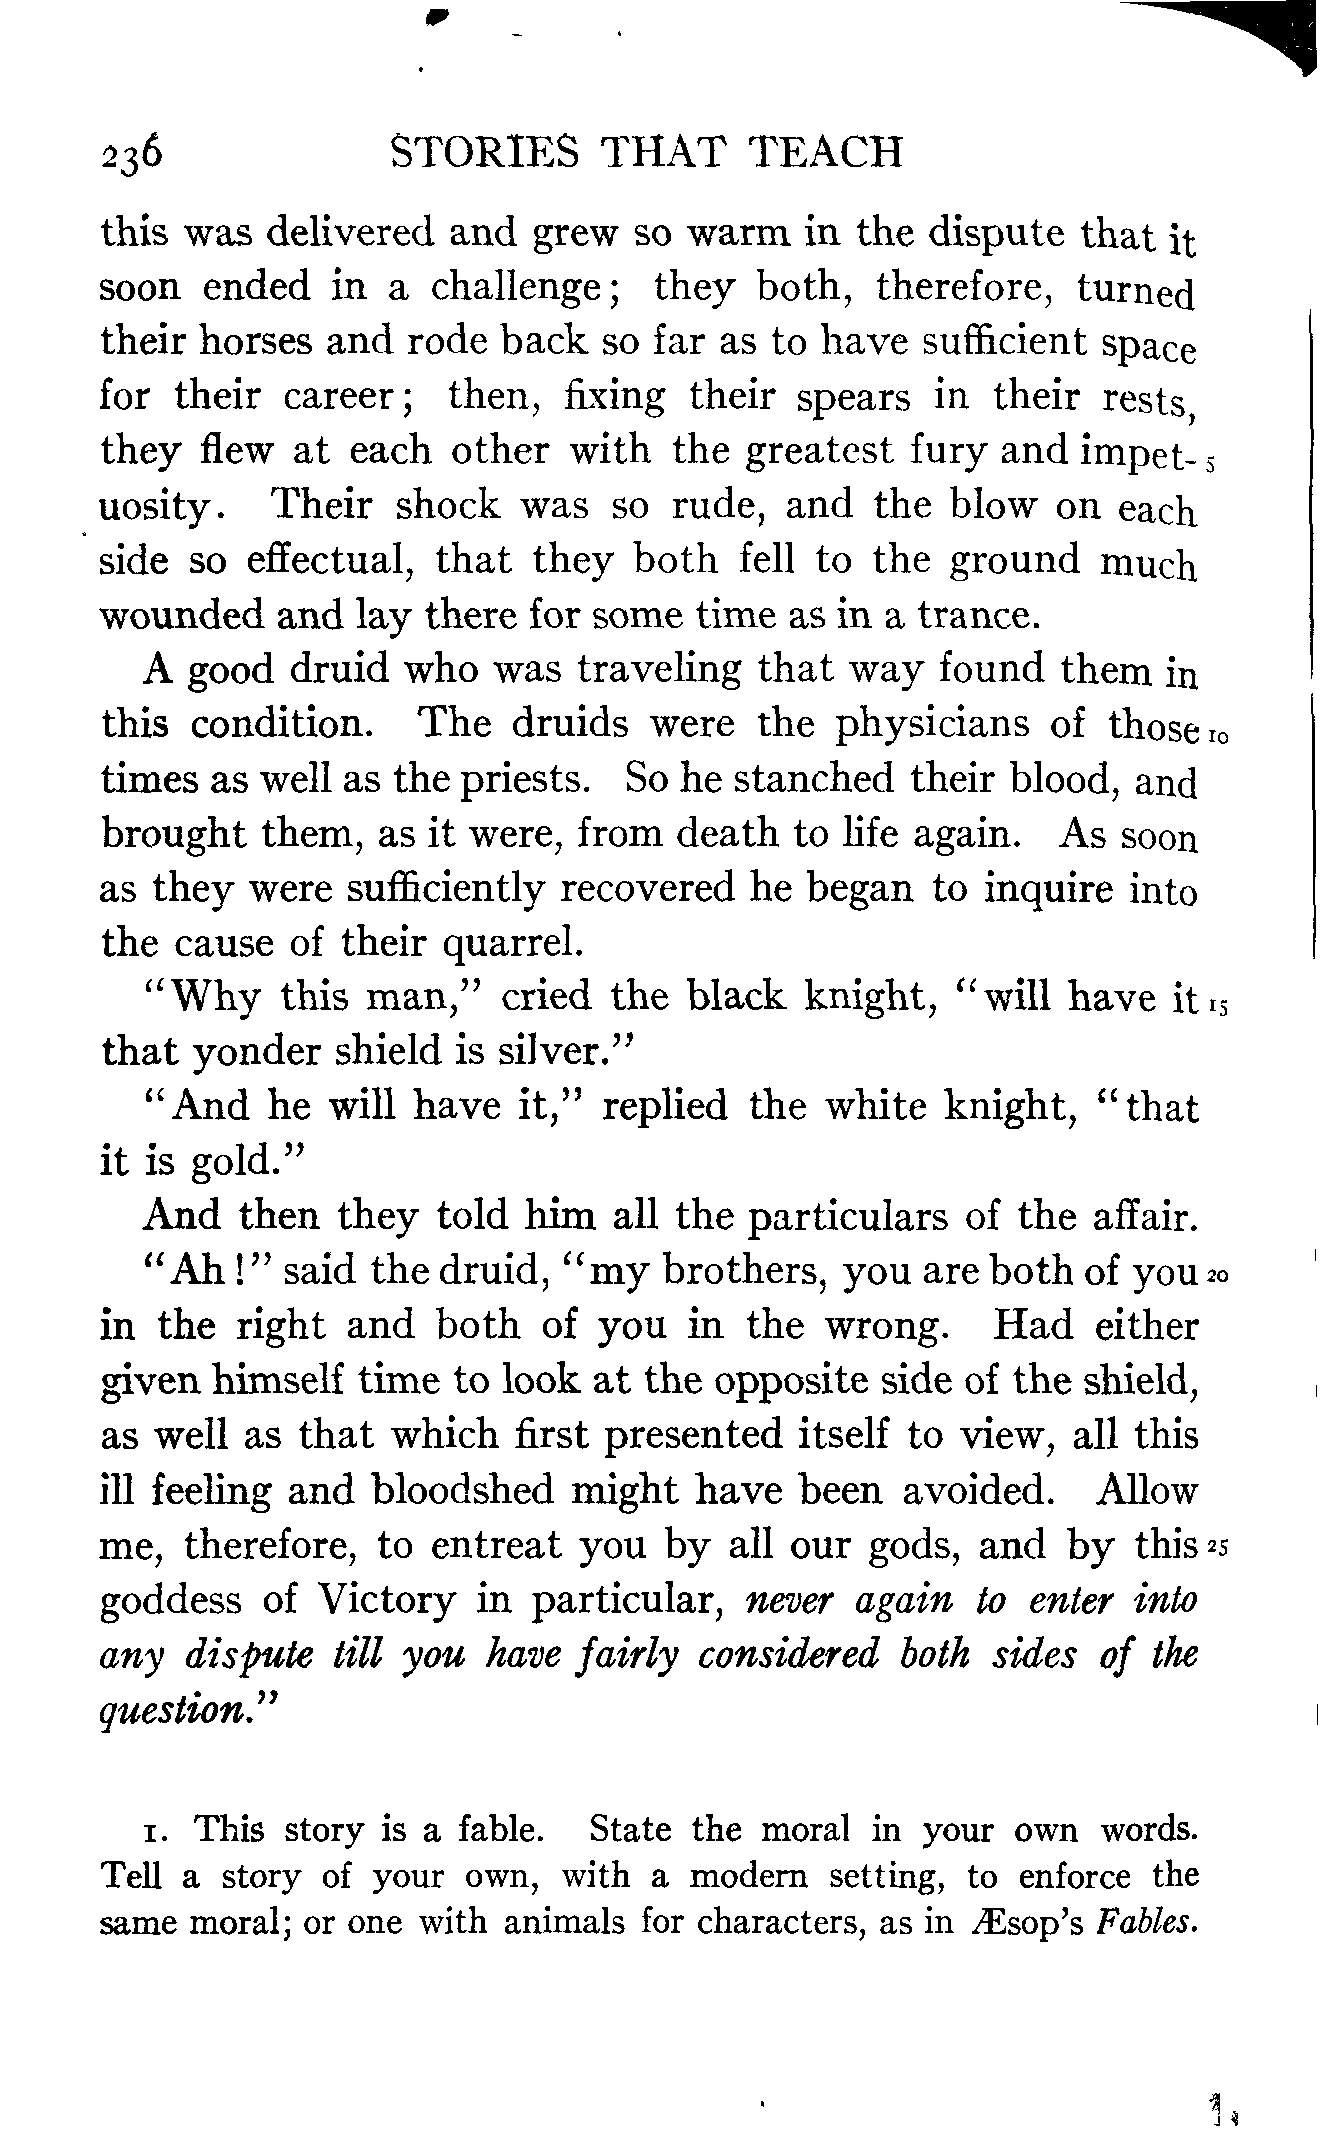 236 STORIES THAT TEACH
this was delivered and grew so warm in the dispute that it
soon ended in a challenge; they both, therefore, turned
their horses and rode back so far as to have sufficient space
for their career; then, fixing their spears in their rests,
they flew at each other with the greatest fury and impet- 5
uosity. Their shock was so rude, and the blow on each
side so effectual, that they both fell to the ground much
wounded and lay there for some time as in a trance.
A good druid who was traveling that way found them in
this condition. The druids were the physicians of those 10
times as well as the priests. So he stanched their blood, and
brought them, as it were, from death to life again. As soon
as they were sufficiently recovered he began to inquire into
the cause of their quarrel.
"Why this man," cried the black knight, "will have it 15
that yonder shield is silver."
"And he will have it," replied the white knight, "that
it is gold."
And then they told him all the particulars of the affair.
"Ah!" said the druid, "my brothers, you are both of you 20
in the right and both of you in the wrong. Had either
given himself time to look at the opposite side of the shield,
as well as that which first presented itself to view, all this
ill feeling and bloodshed might have been avoided. Allow
me, therefore, to entreat you by all our gods, and by this 25
goddess of Victory in particular, never again to enter into
any dispute till you have fairly considered both sides of the
question."
1. This story is a fable. State the moral in your own words.
Tell a story of your own, with a modern setting, to enforce the
same moral; or one with animals for characters, as in Æsop's Fables.